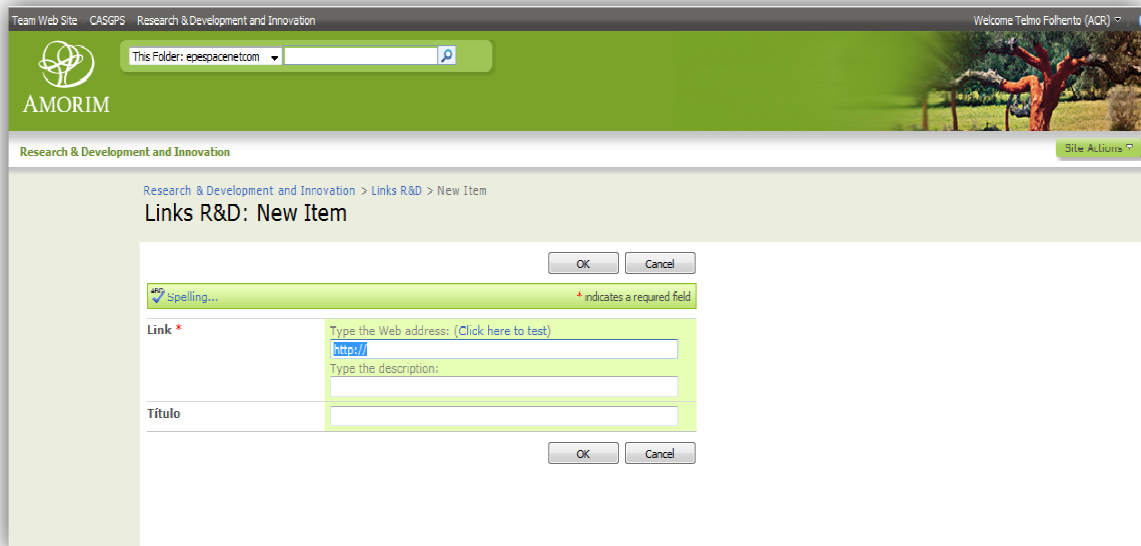 Team Web Site CASGPS Research & Development and Innovation Welcome Telmo Folhento (ACR)
This Folder: epespacenetcom
AMORIM
Research & Development and Innovation Site Actions
Research & Development and Innovation > Links R&D > New Item
Links R&D: New Item
OK Cancel
ABC Spelling... * indicates a required field
Link * Type the Web address: (Click here to test)
http://
Type the description:
Título
OK Cancel